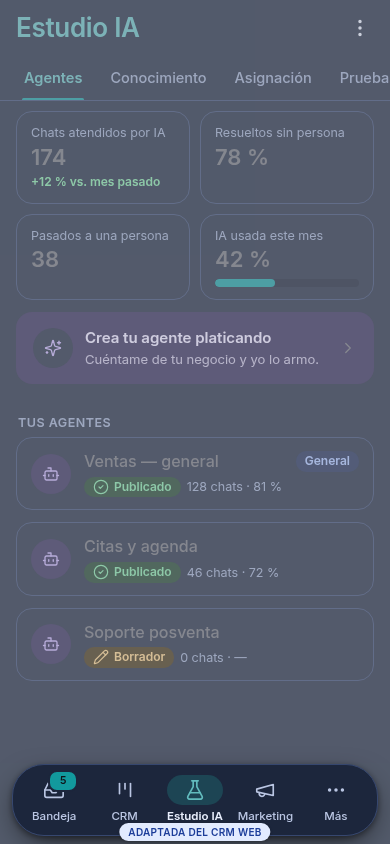 Estudio IA
Agentes Conocimiento Asignación Prueba
Chats atendidos por IA
174
+12 % vs. mes pasado
Resueltos sin persona
78 %
Pasados a una persona
38
IA usada este mes
42 %
Crea tu agente platicando
Cuéntame de tu negocio y yo lo armo.
TUS AGENTES
Ventas — general
General
Publicado 128 chats · 81 %
Citas y agenda
Publicado 46 chats · 72 %
Soporte posventa
Borrador 0 chats · —
5
Bandeja CRM Estudio IA Marketing Más
ADAPTADA DEL CRM WEB